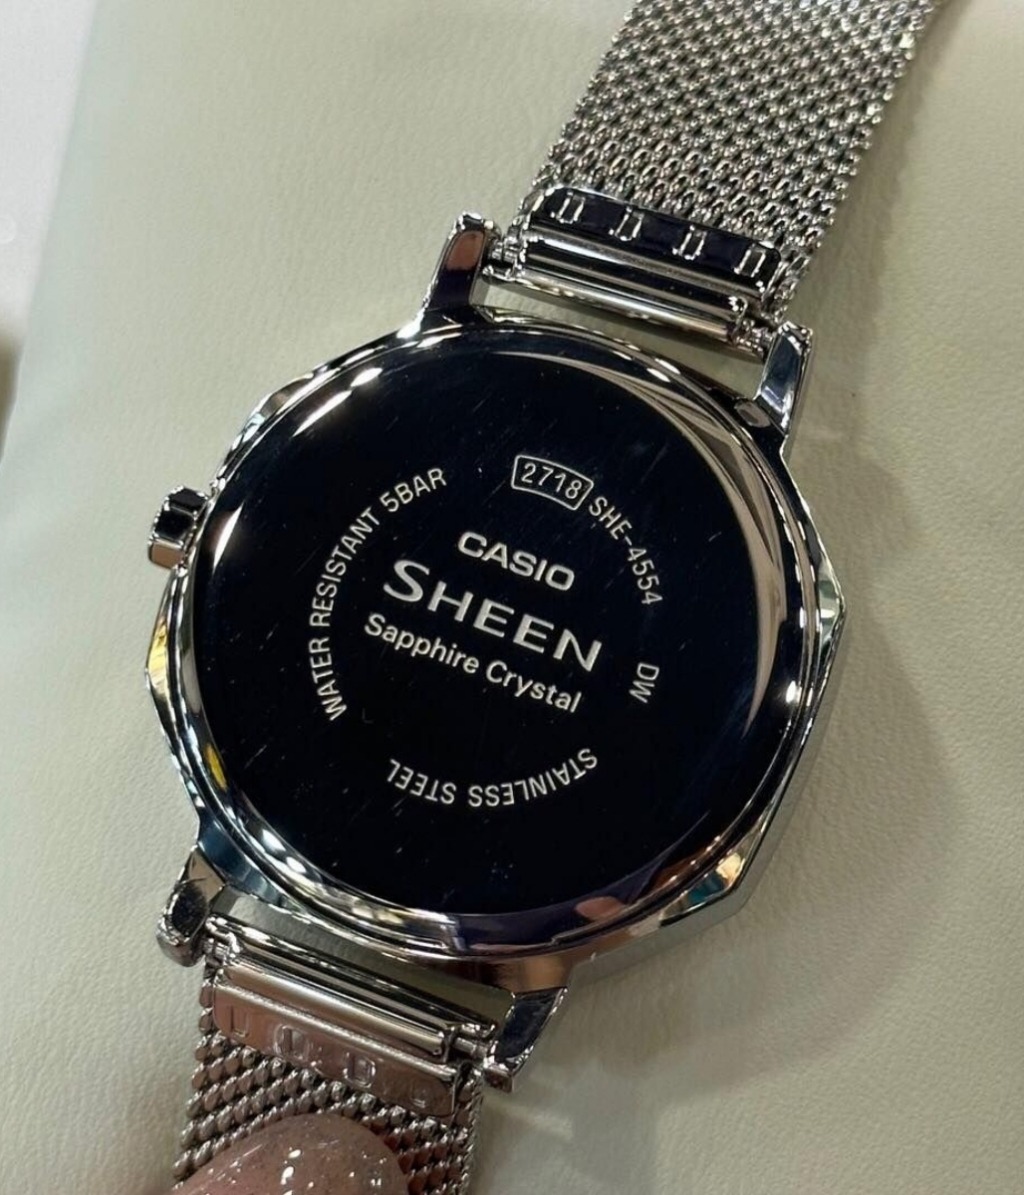 2718 SHE-4554 DW
WATER RESISTANT 5BAR
CASIO
SHEEN
Sapphire Crystal
STAINLESS STEEL